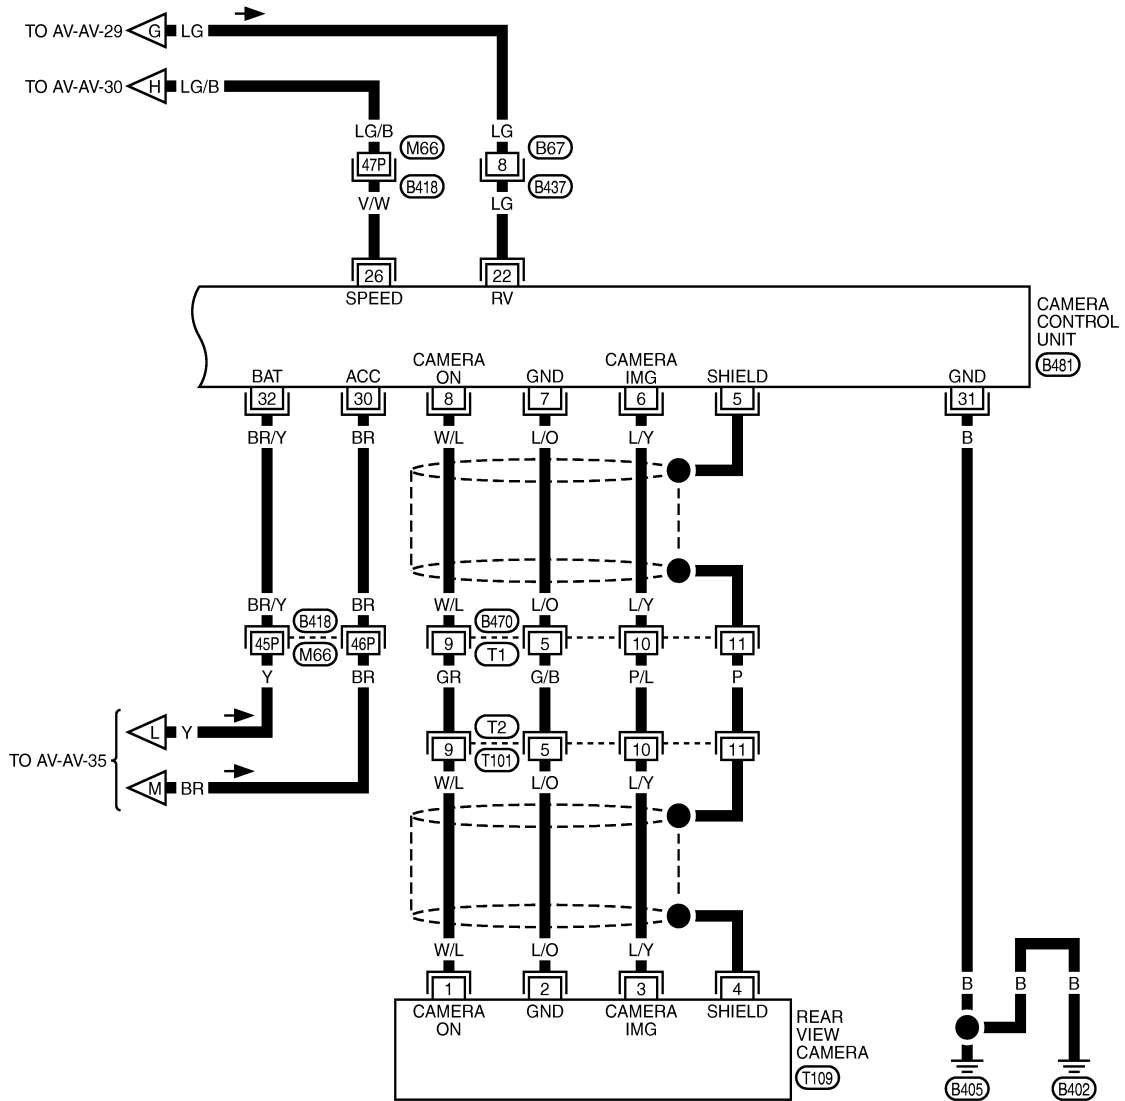 TO AV-AV-29 G LG
TO AV-AV-30 H LG/B
LG/B LG
47P M66 8 B67
B418 B437
V/W LG
26 22
SPEED RV
CAMERA
CONTROL
UNIT
B481
BAT ACC CAMERA
ON GND CAMERA
IMG SHIELD GND
32 30 8 7 6 5 31
BR/Y BR W/L L/O L/Y B
BR/Y BR W/L L/O L/Y
B418 B470
45P 46P 9 5 10 11
M66 T1
Y BR GR G/B P/L P
T2
L Y 9 5 10 11
T101
TO AV-AV-35
M BR W/L L/O L/Y
W/L L/O L/Y
1 2 3 4 B B B
CAMERA
ON GND CAMERA
IMG SHIELD
REAR
VIEW
CAMERA
T109
B405 B402